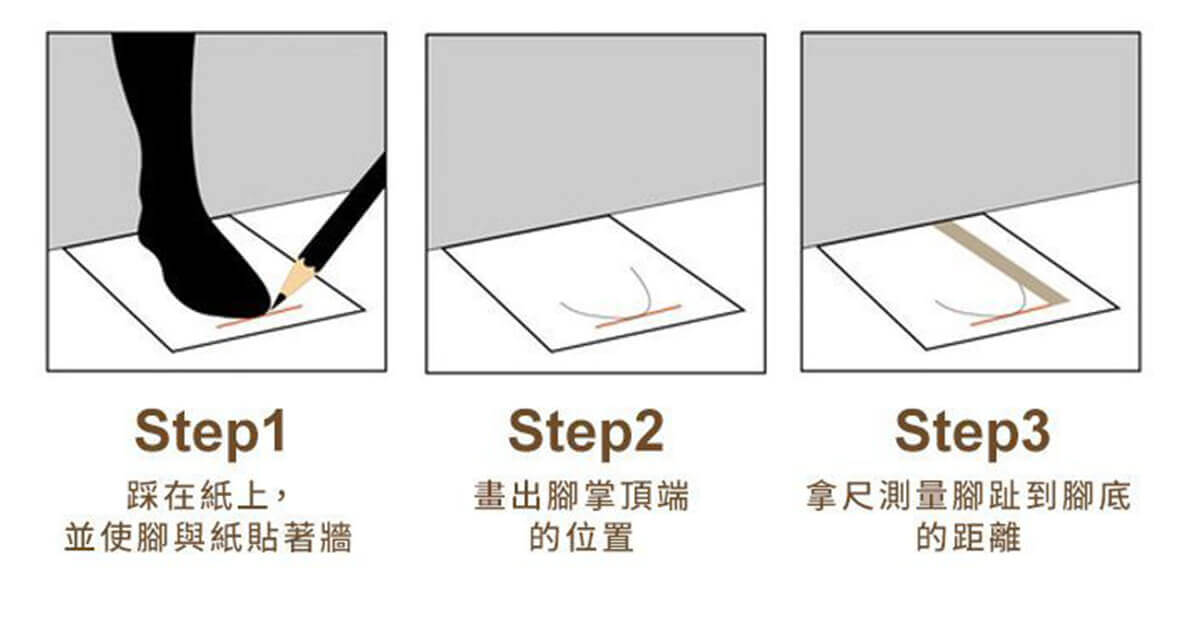 Step1
踩在紙上，
並使腳與紙貼著牆
Step2
畫出腳掌頂端
的位置
Step3
拿尺測量腳趾到腳底
的距離